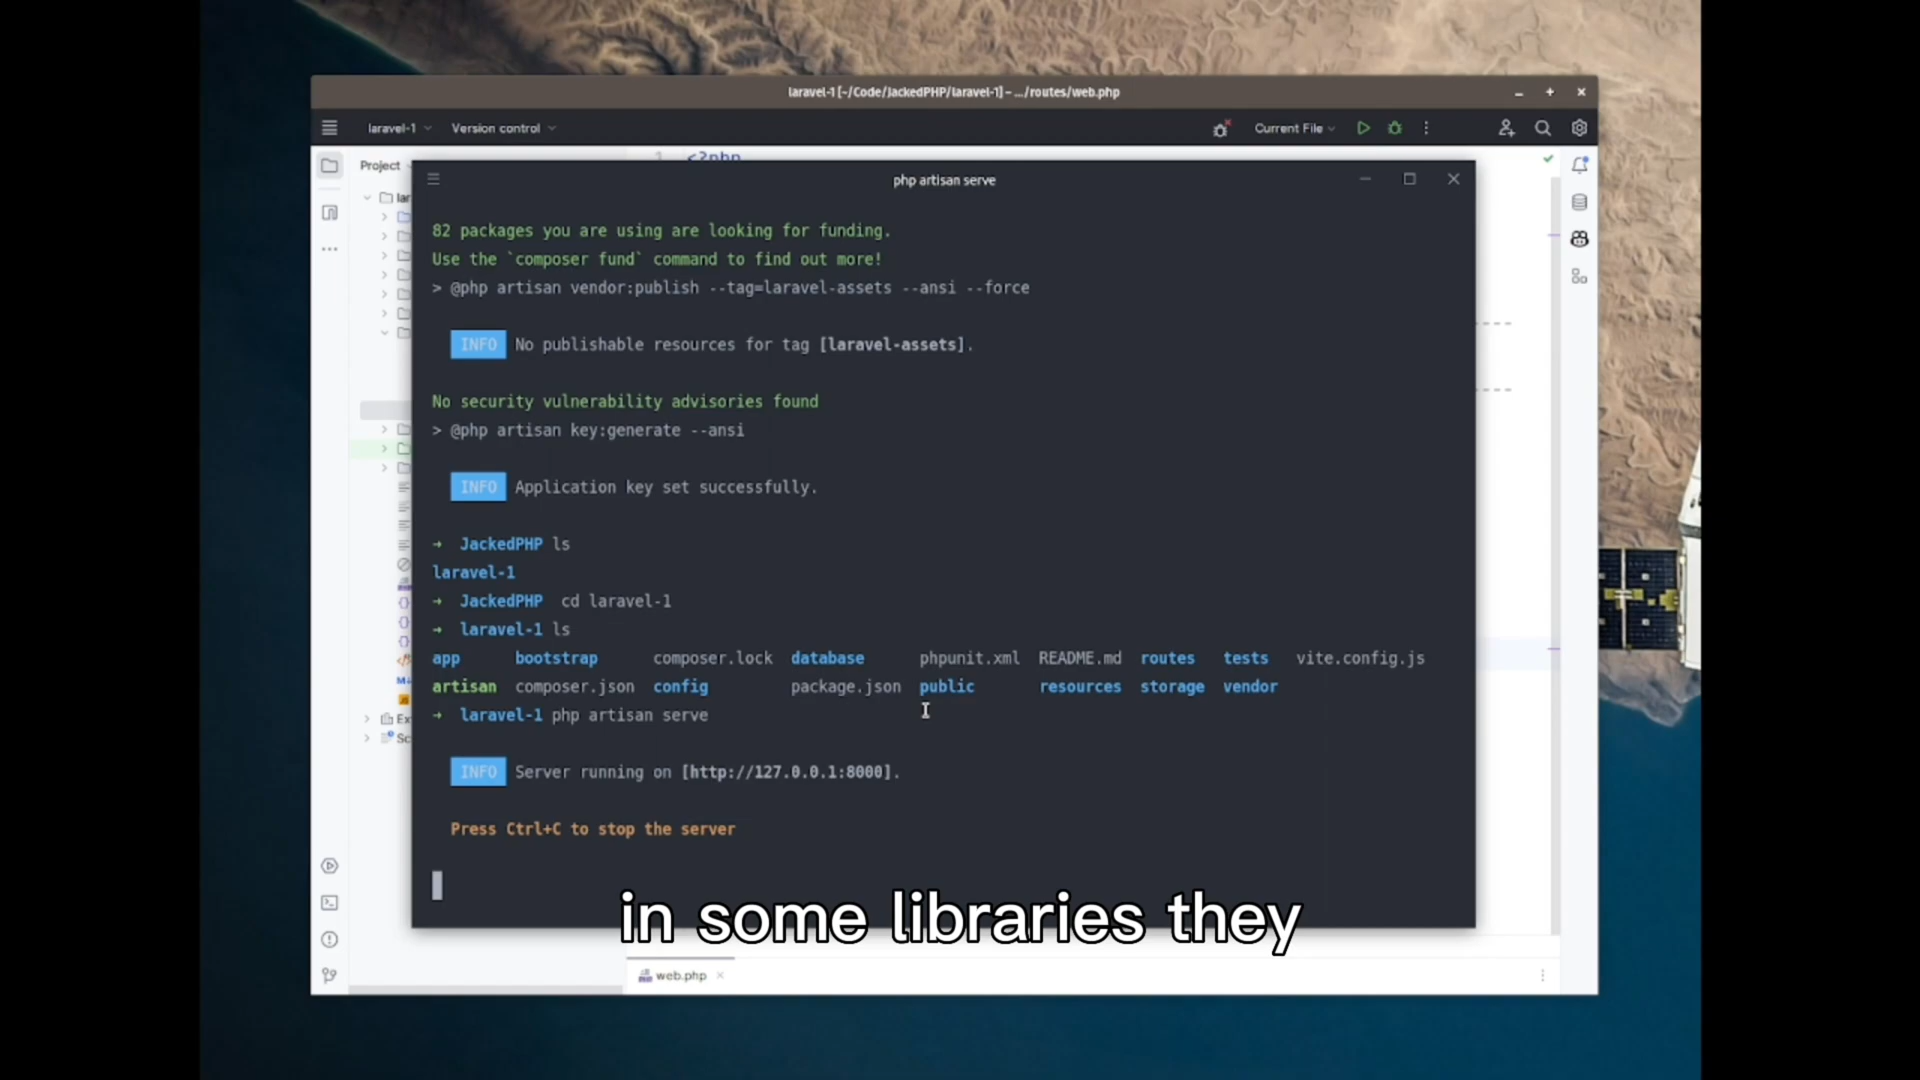 laravel-1 [~/Code/JackedPHP/laravel-1] – .../routes/web.php
laravel-1
Version control
Current File
Project
1 <?php
php artisan serve
82 packages you are using are looking for funding.
Use the `composer fund` command to find out more!
> @php artisan vendor:publish --tag=laravel-assets --ansi --force
INFO No publishable resources for tag [laravel-assets].
No security vulnerability advisories found
> @php artisan key:generate --ansi
INFO Application key set successfully.
→ JackedPHP ls
laravel-1
→ JackedPHP cd laravel-1
→ laravel-1 ls
app bootstrap composer.lock database phpunit.xml README.md routes tests vite.config.js
artisan composer.json config package.json public resources storage vendor
→ laravel-1 php artisan serve
INFO Server running on [http://127.0.0.1:8000].
Press Ctrl+C to stop the server
in some libraries they
web.php